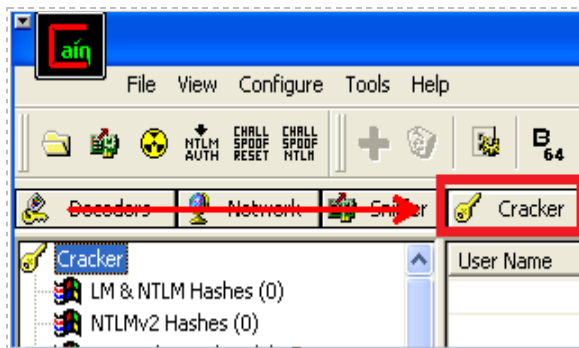 Cain
File View Configure Tools Help
NTLM AUTH CHALL SPOOF RESET CHALL SPOOF NTLM B 64
Decoders Network Sniffer Cracker
Cracker User Name
LM & NTLM Hashes (0)
NTLMv2 Hashes (0)